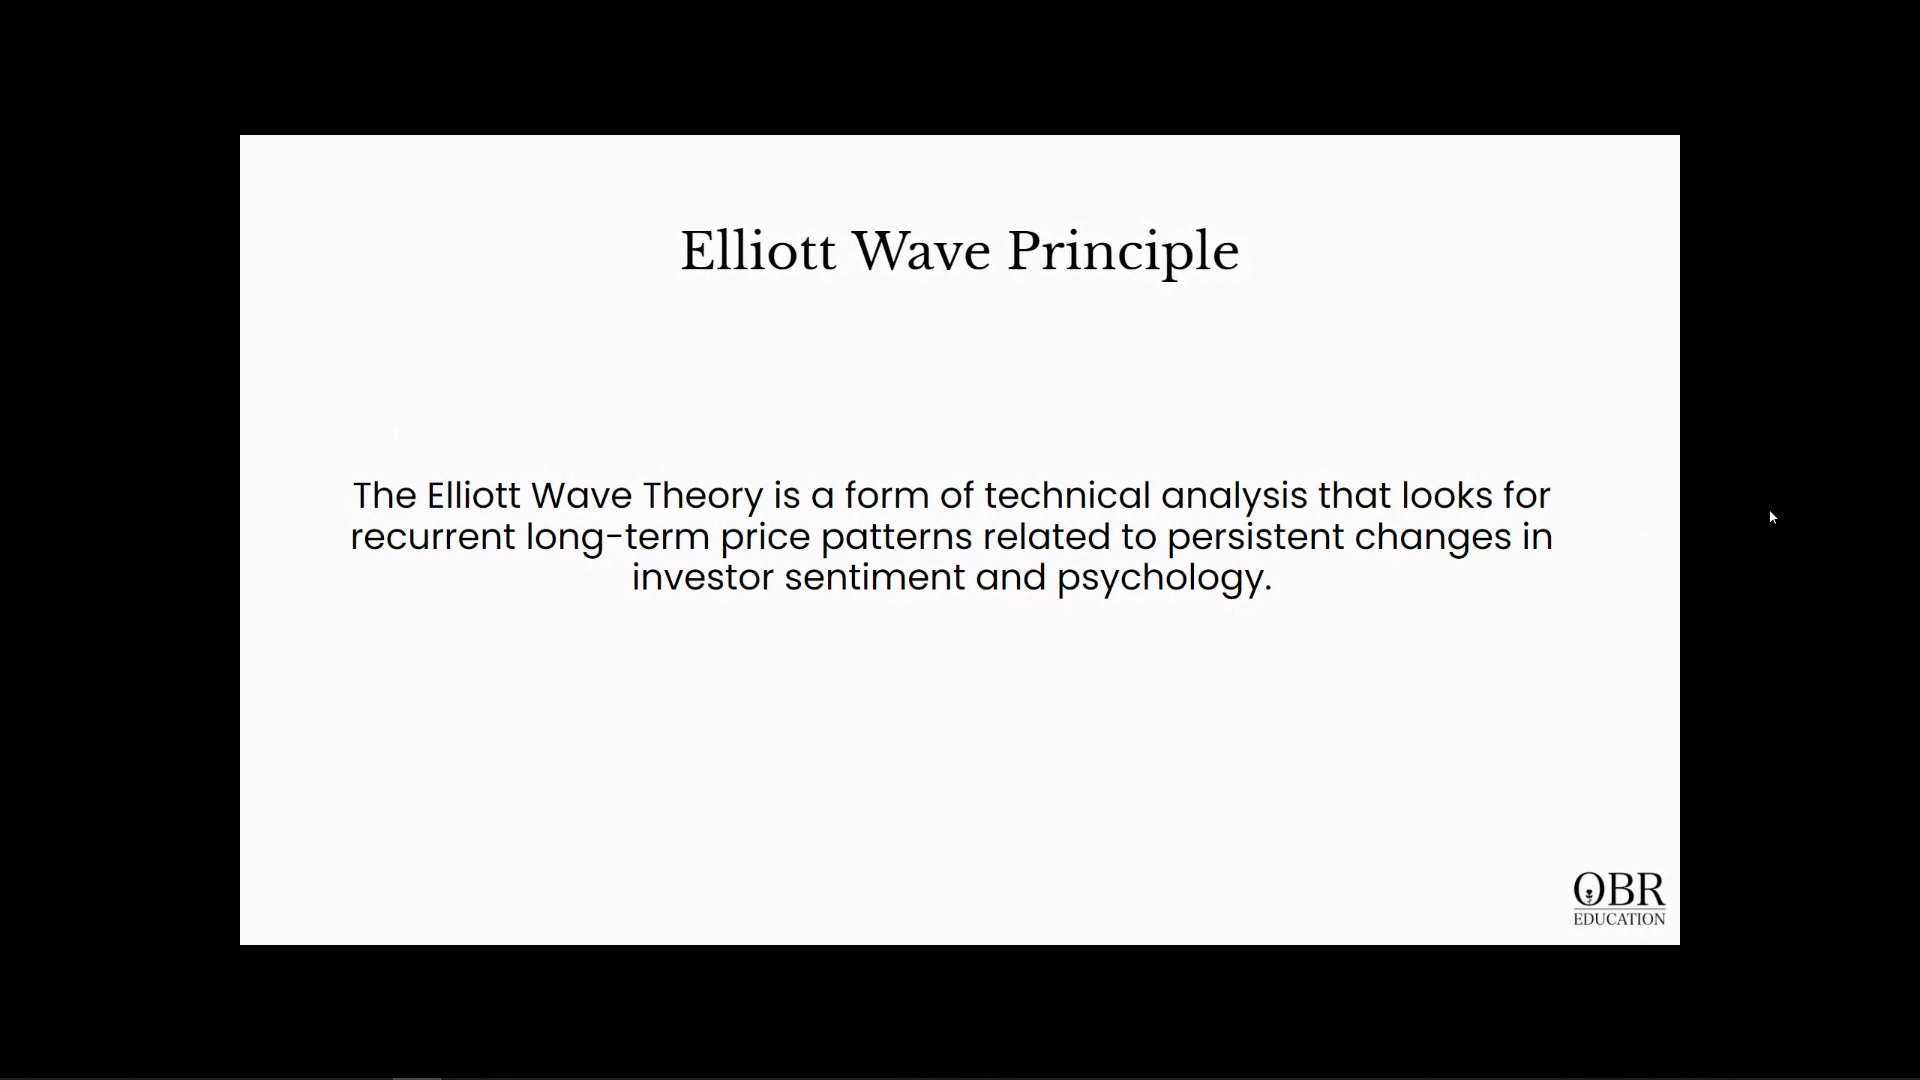 Elliott Wave Principle
The Elliott Wave Theory is a form of technical analysis that looks for
recurrent long-term price patterns related to persistent changes in
investor sentiment and psychology.
OBR
EDUCATION